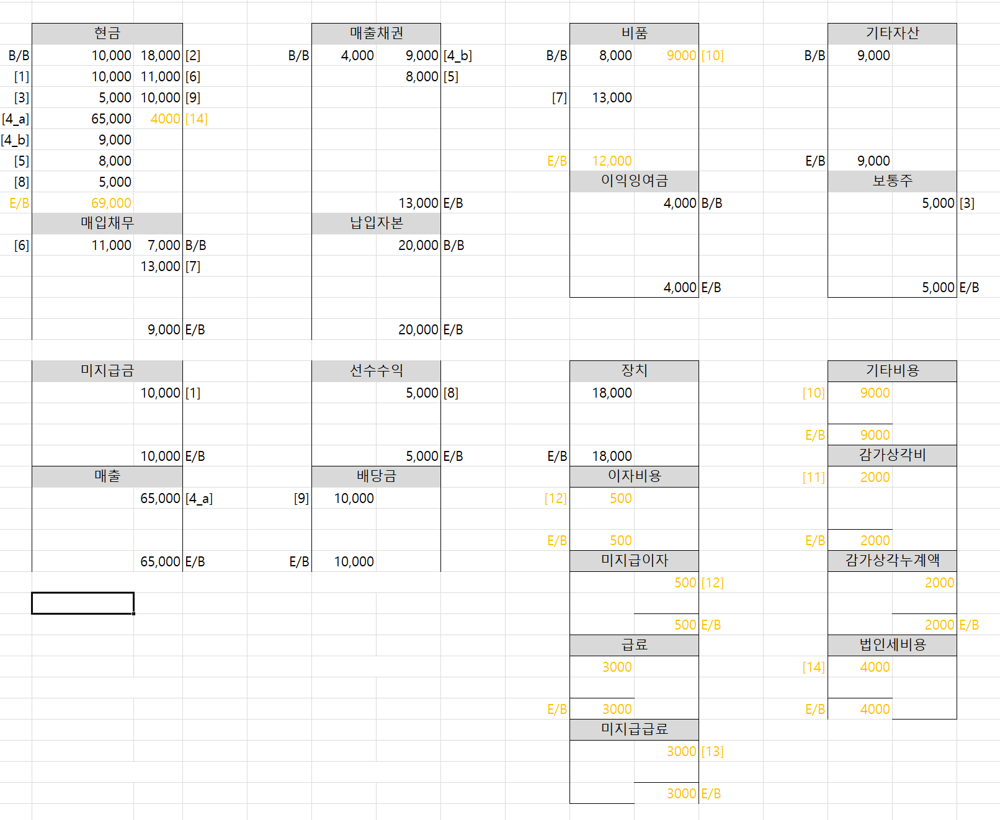 현금 매출채권 비품 기타자산
B/B 10,000 18,000 [2] B/B 4,000 9,000 [4_b] B/B 8,000 9000 [10] B/B 9,000
[1] 10,000 11,000 [6] 8,000 [5]
[3] 5,000 10,000 [9] [7] 13,000
[4_a] 65,000 4000 [14]
[4_b] 9,000
[5] 8,000 E/B 12,000 E/B 9,000
[8] 5,000 이익잉여금 보통주
E/B 69,000 13,000 E/B 4,000 B/B 5,000 [3]
매입채무 납입자본
[6] 11,000 7,000 B/B 20,000 B/B
13,000 [7]
4,000 E/B 5,000 E/B
9,000 E/B 20,000 E/B
미지급금 선수수익 장치 기타비용
10,000 [1] 5,000 [8] 18,000 [10] 9000
E/B 9000
10,000 E/B 5,000 E/B E/B 18,000 감가상각비
매출 배당금 이자비용 [11] 2000
65,000 [4_a] [9] 10,000 [12] 500
E/B 500 E/B 2000
65,000 E/B E/B 10,000 미지급이자 감가상각누계액
500 [12] 2000
500 E/B 2000 E/B
급료 법인세비용
3000 [14] 4000
E/B 3000 E/B 4000
미지급급료
3000 [13]
3000 E/B